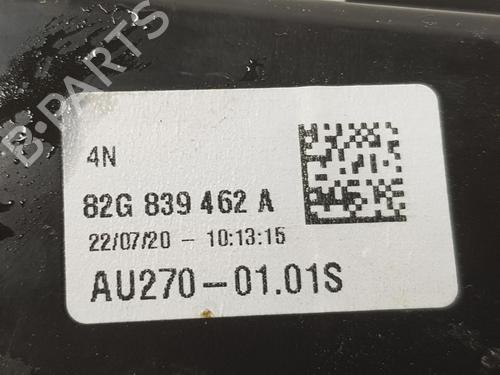 B-PARTS
4N
82G 839 462 A
22/07/20 - 10:13:15
AU270-01.01S